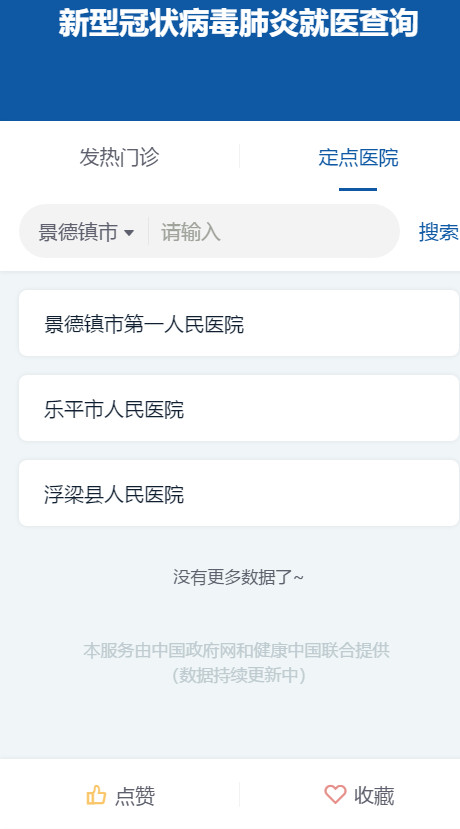 新型冠状病毒肺炎就医查询
发热门诊
定点医院
景德镇市
请输入
搜索
景德镇市第一人民医院
乐平市人民医院
浮梁县人民医院
没有更多数据了~
本服务由中国政府网和健康中国联合提供
（数据持续更新中）
点赞
收藏